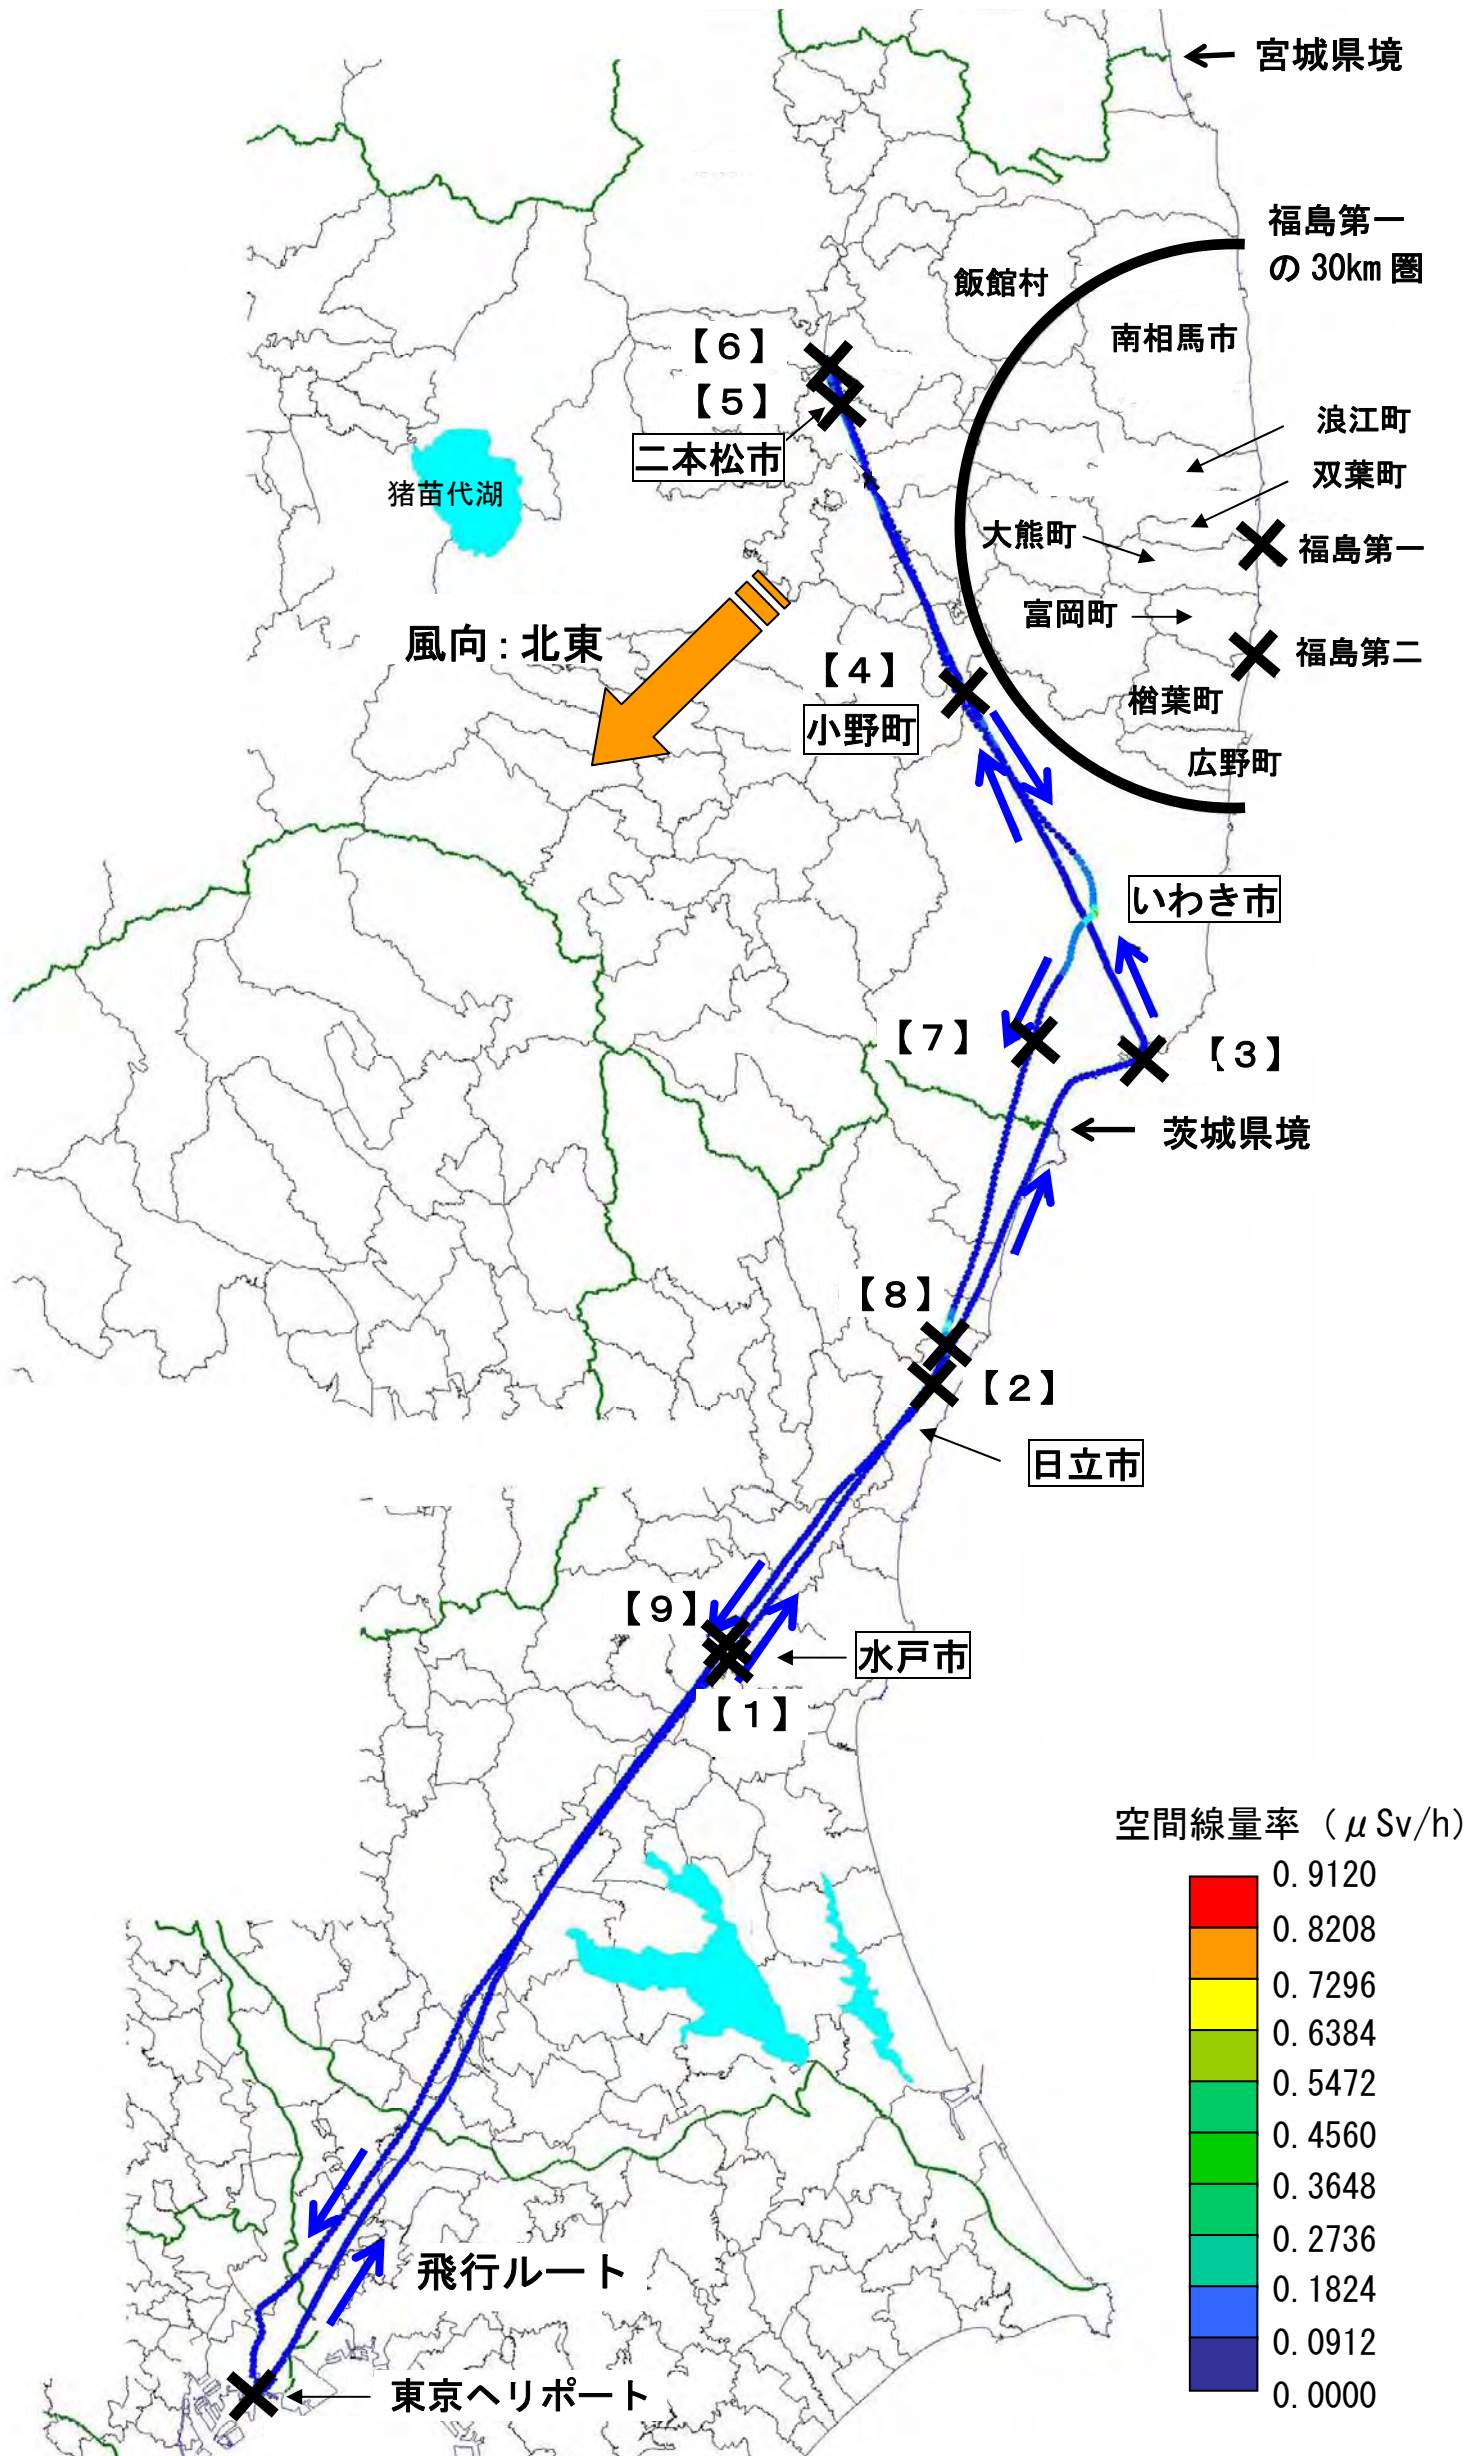 宮城県境
福島第一
の 30km 圏
飯館村
南相馬市
【6】
【5】
二本松市
浪江町
双葉町
猪苗代湖
大熊町
福島第一
富岡町
風向：北東
福島第二
【4】
楢葉町
小野町
広野町
いわき市
【7】
【3】
茨城県境
【8】
【2】
日立市
【9】
水戸市
【1】
空間線量率（μSv/h）
0.9120
0.8208
0.7296
0.6384
0.5472
0.4560
0.3648
0.2736
0.1824
0.0912
0.0000
飛行ルート
東京ヘリポート